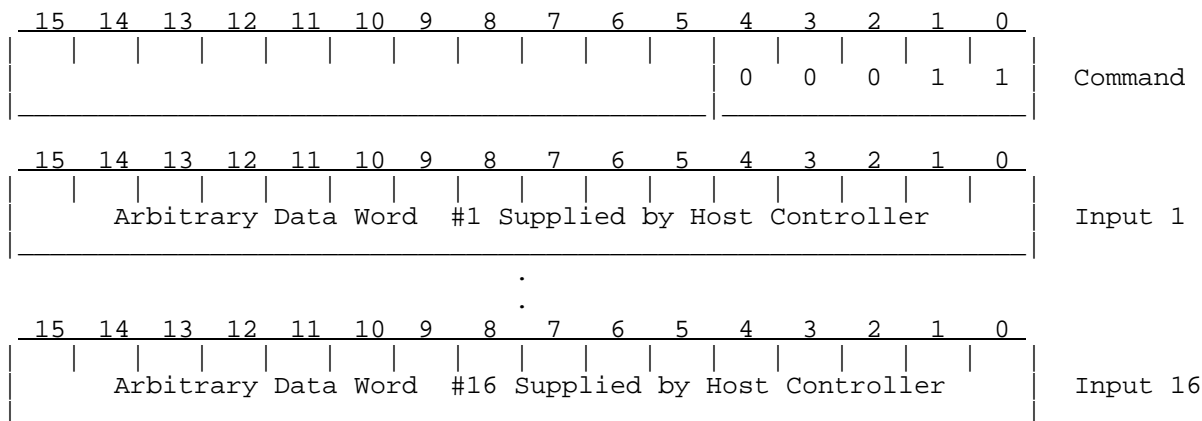 15 14 13 12 11 10 9 8 7 6 5 4 3 2 1 0
0 0 0 1 1 Command
15 14 13 12 11 10 9 8 7 6 5 4 3 2 1 0
Arbitrary Data Word #1 Supplied by Host Controller Input 1
.
.
15 14 13 12 11 10 9 8 7 6 5 4 3 2 1 0
Arbitrary Data Word #16 Supplied by Host Controller Input 16